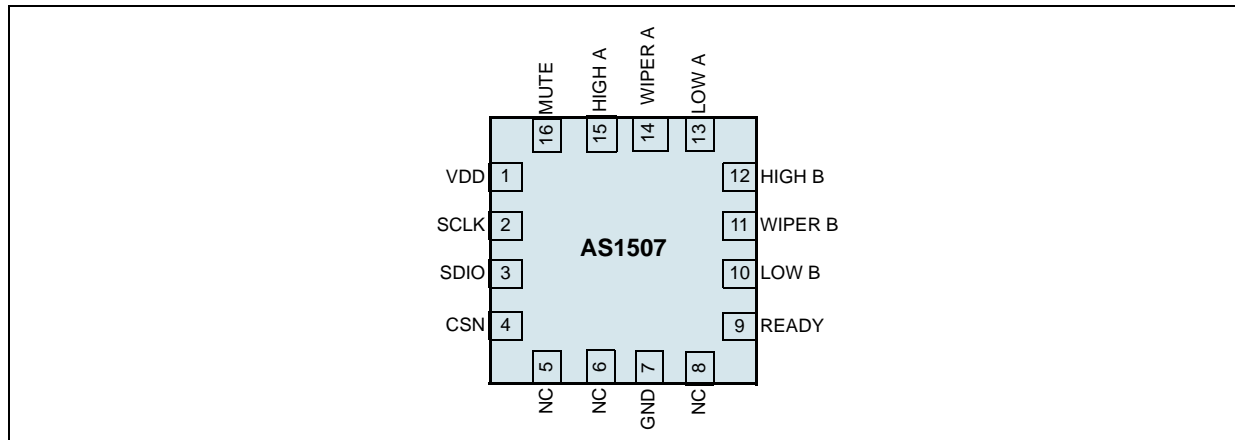 MUTE
HIGH A
WIPER A
LOW A
16
15
14
13
VDD 1
12 HIGH B
SCLK 2
11 WIPER B
AS1507
SDIO 3
10 LOW B
CSN 4
9 READY
5
6
7
8
NC
NC
GND
NC